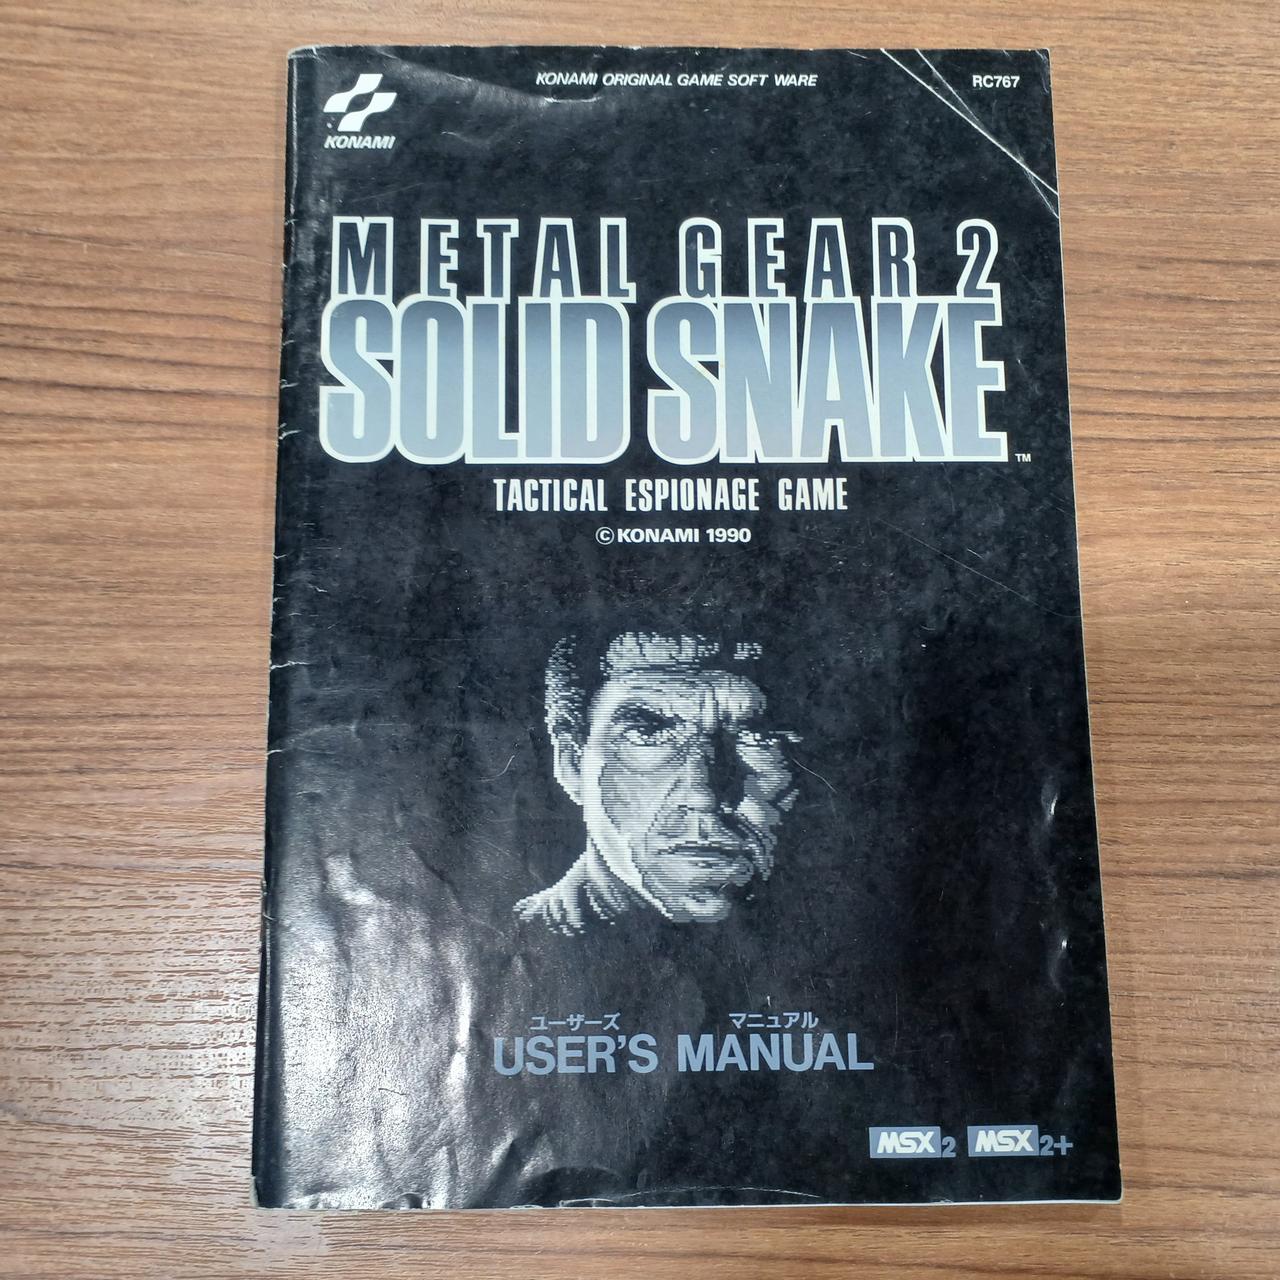 KONAMI ORIGINAL GAME SOFT WARE
RC767
KONAMI
METAL GEAR 2
SOLID SNAKE
TM
TACTICAL ESPIONAGE GAME
©KONAMI 1990
ユーザーズ マニュアル
USER'S MANUAL
MSX2 MSX2+